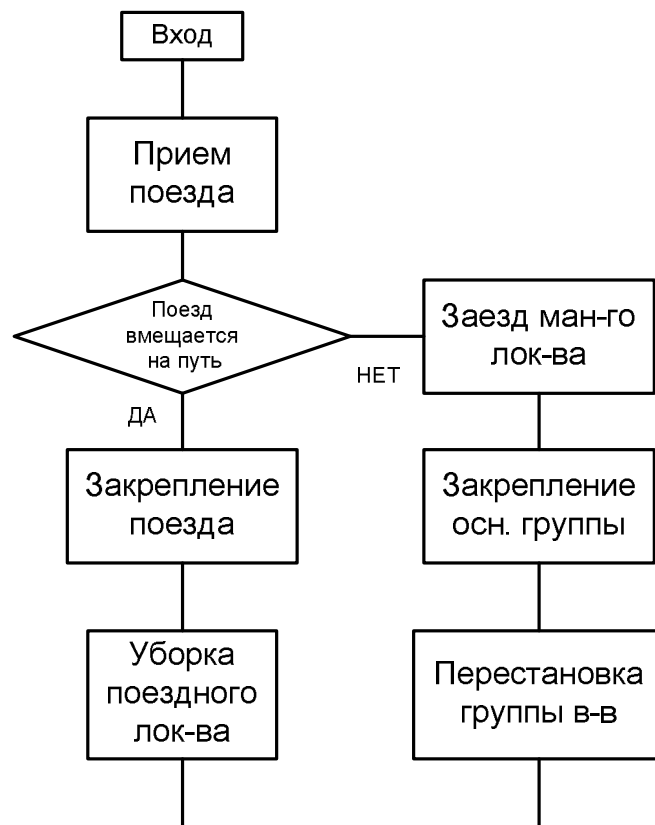 Вход
Прием
поезда
Поезд
вмещается
на путь
НЕТ
Заезд ман-го
лок-ва
ДА
Закрепление
поезда
Закрепление
осн. группы
Уборка
поездного
лок-ва
Перестановка
группы в-в